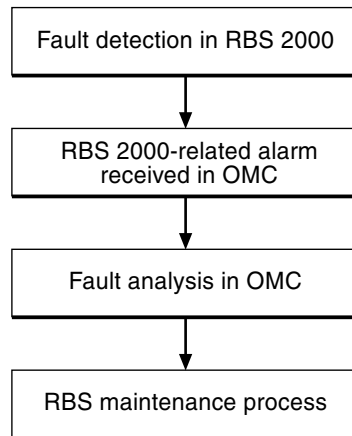 Fault detection in RBS 2000
RBS 2000-related alarm
received in OMC
Fault analysis in OMC
RBS maintenance process